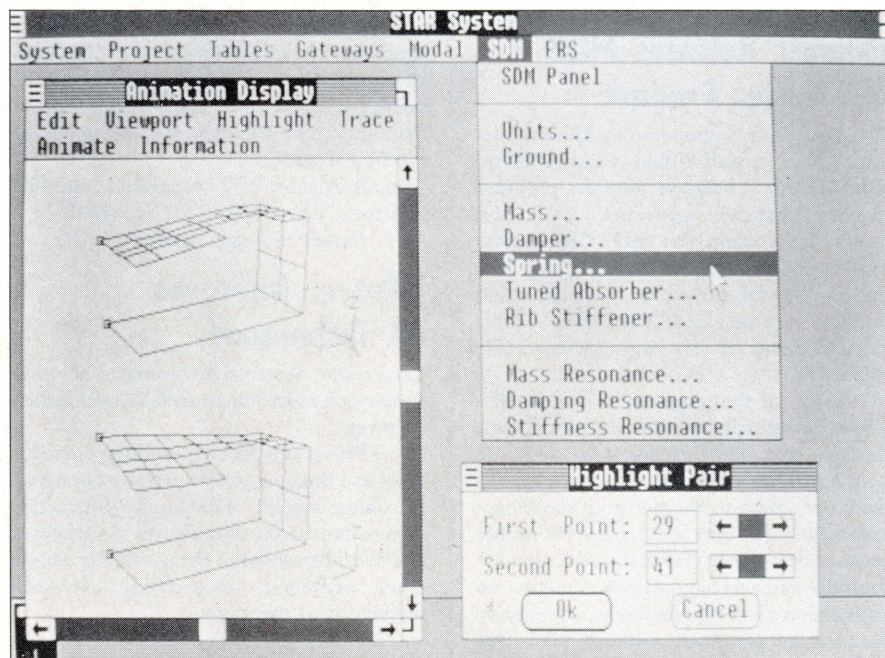 STAR System
System Project Tables Gateways Modal SDM FRS
Animation Display
Edit Viewport Highlight Trace
Animate Information
SDM Panel
Units...
Ground...
Mass...
Damper...
Spring...
Tuned Absorber...
Rib Stiffener...
Mass Resonance...
Damping Resonance...
Stiffness Resonance...
Highlight Pair
First Point: 29
Second Point: 41
Ok Cancel